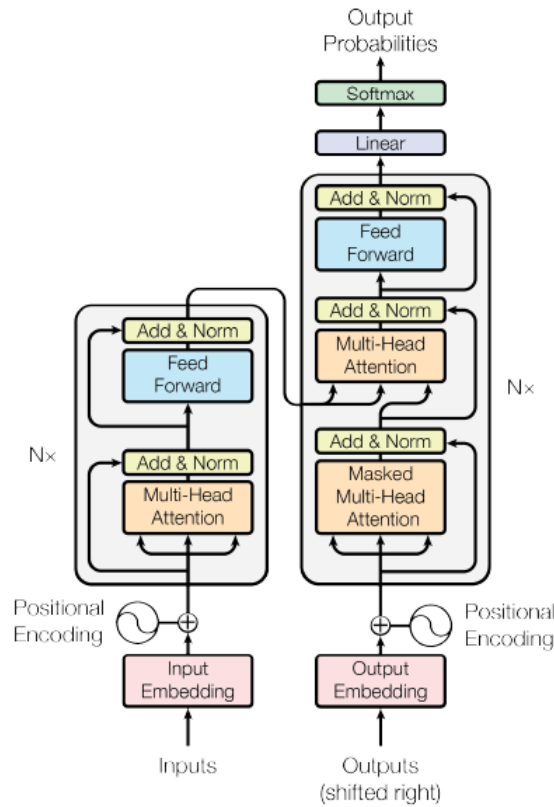 Output
Probabilities
Softmax
Linear
Add & Norm
Feed
Forward
Add & Norm
Multi-Head
Attention
Add & Norm
Masked
Multi-Head
Attention
N×
Add & Norm
Feed
Forward
Add & Norm
Multi-Head
Attention
N×
Positional
Encoding
Positional
Encoding
Input
Embedding
Output
Embedding
Inputs
Outputs
(shifted right)